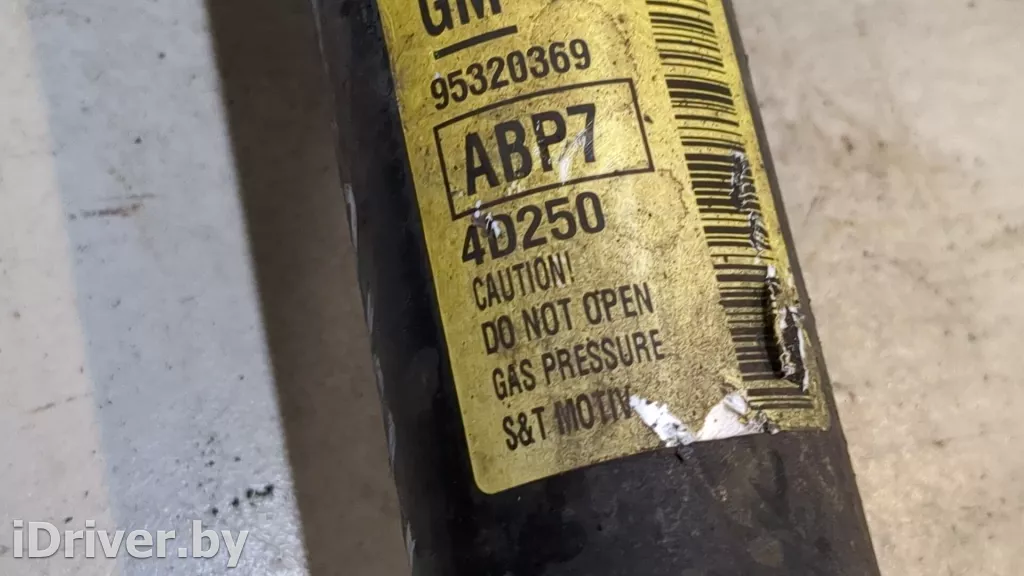 GM
95320369
ABP7
4D250
CAUTION!
DO NOT OPEN
GAS PRESSURE
S&T MOTIV
iDriver.by